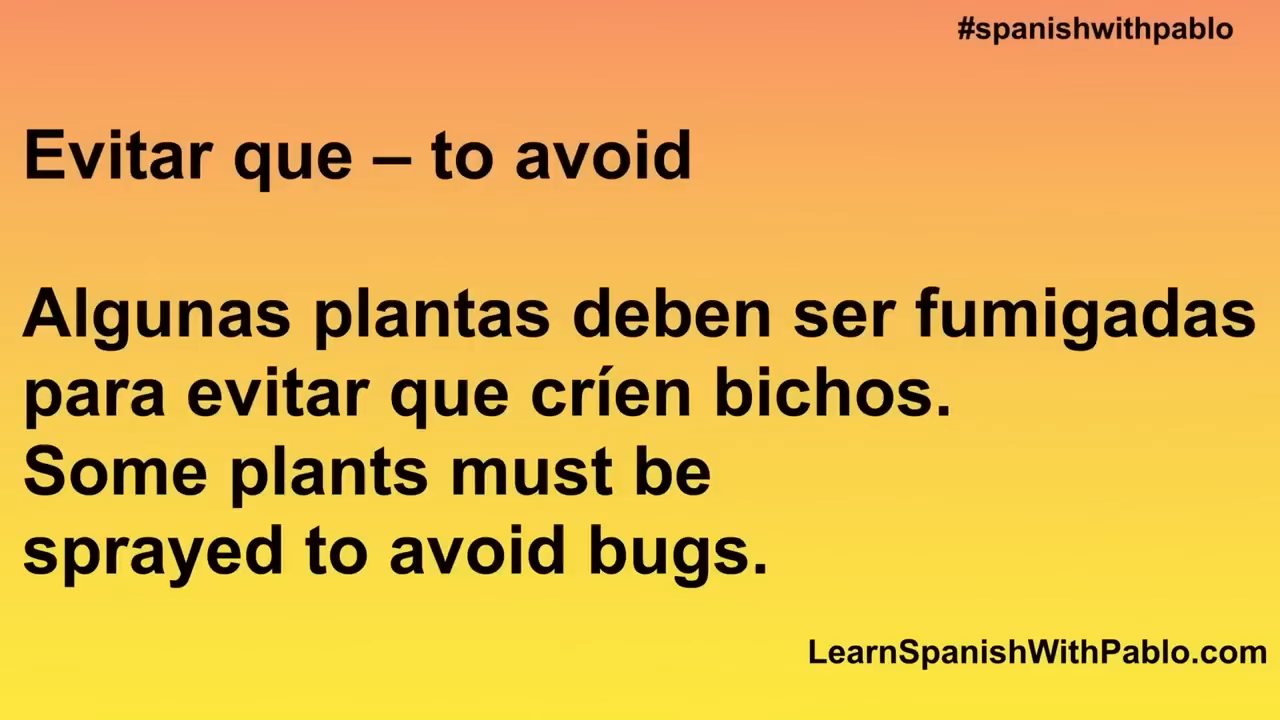 #spanishwithpablo
Evitar que – to avoid
Algunas plantas deben ser fumigadas
para evitar que críen bichos.
Some plants must be
sprayed to avoid bugs.
LearnSpanishWithPablo.com